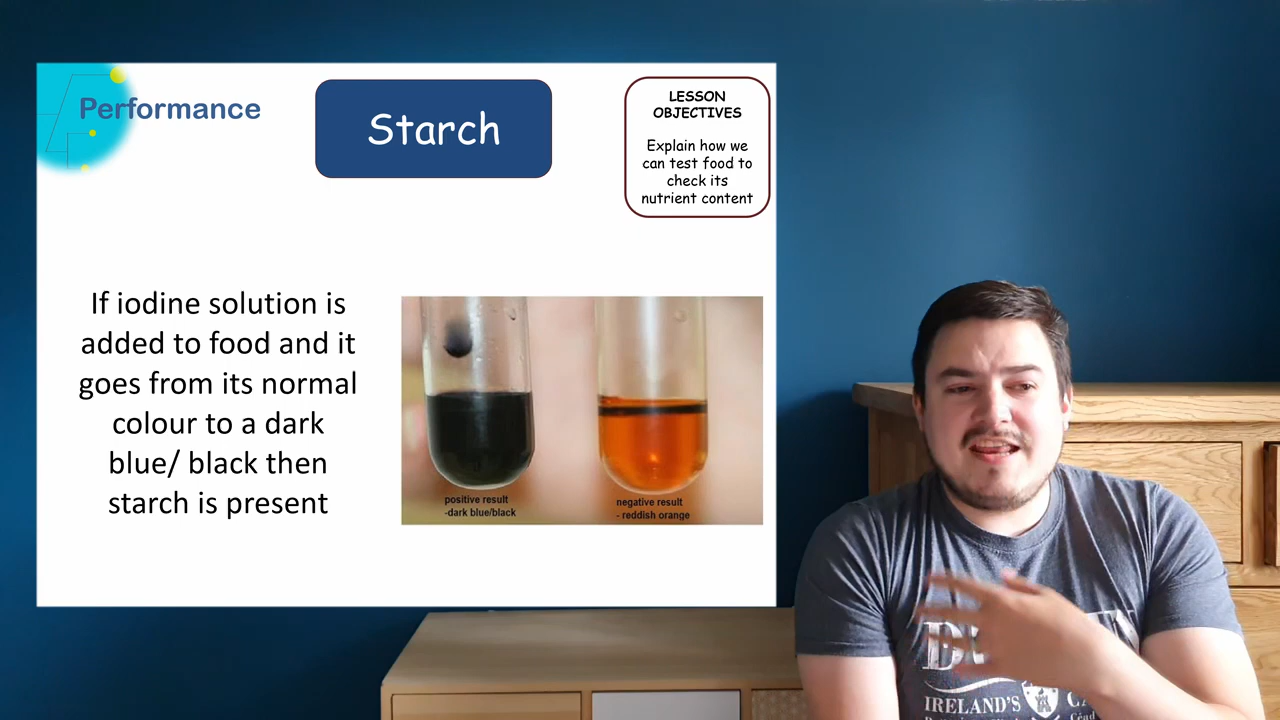 Performance
Starch
LESSON
OBJECTIVES
Explain how we
can test food to
check its
nutrient content
If iodine solution is
added to food and it
goes from its normal
colour to a dark
blue/ black then
starch is present
positive result
-dark blue/black
negative result
- reddish orange
IRELAND'S